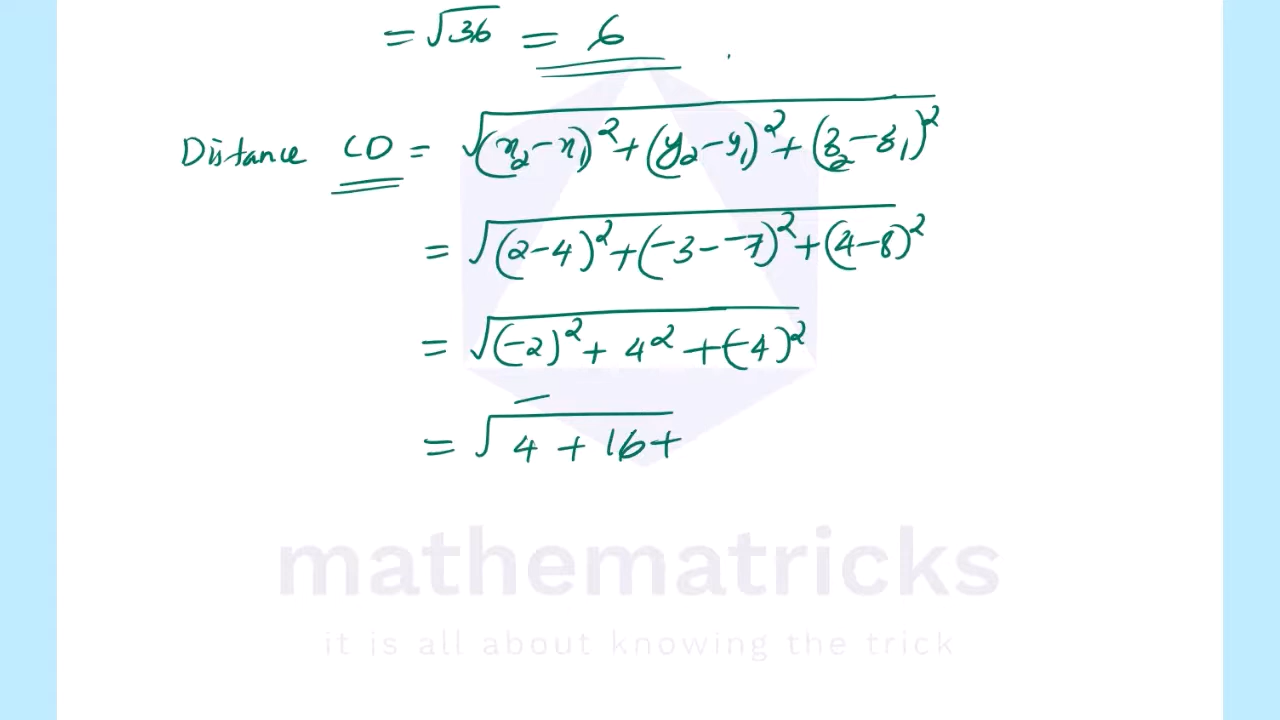 = √36 = 6
Distance CD = √(x₂-x₁)²+(y₂-y₁)²+(z₂-z₁)²
= √(2-4)²+(-3--7)²+(4-8)²
= √(-2)²+ 4² +(-4)²
= √4 + 16+
mathematricks
it is all about knowing the trick